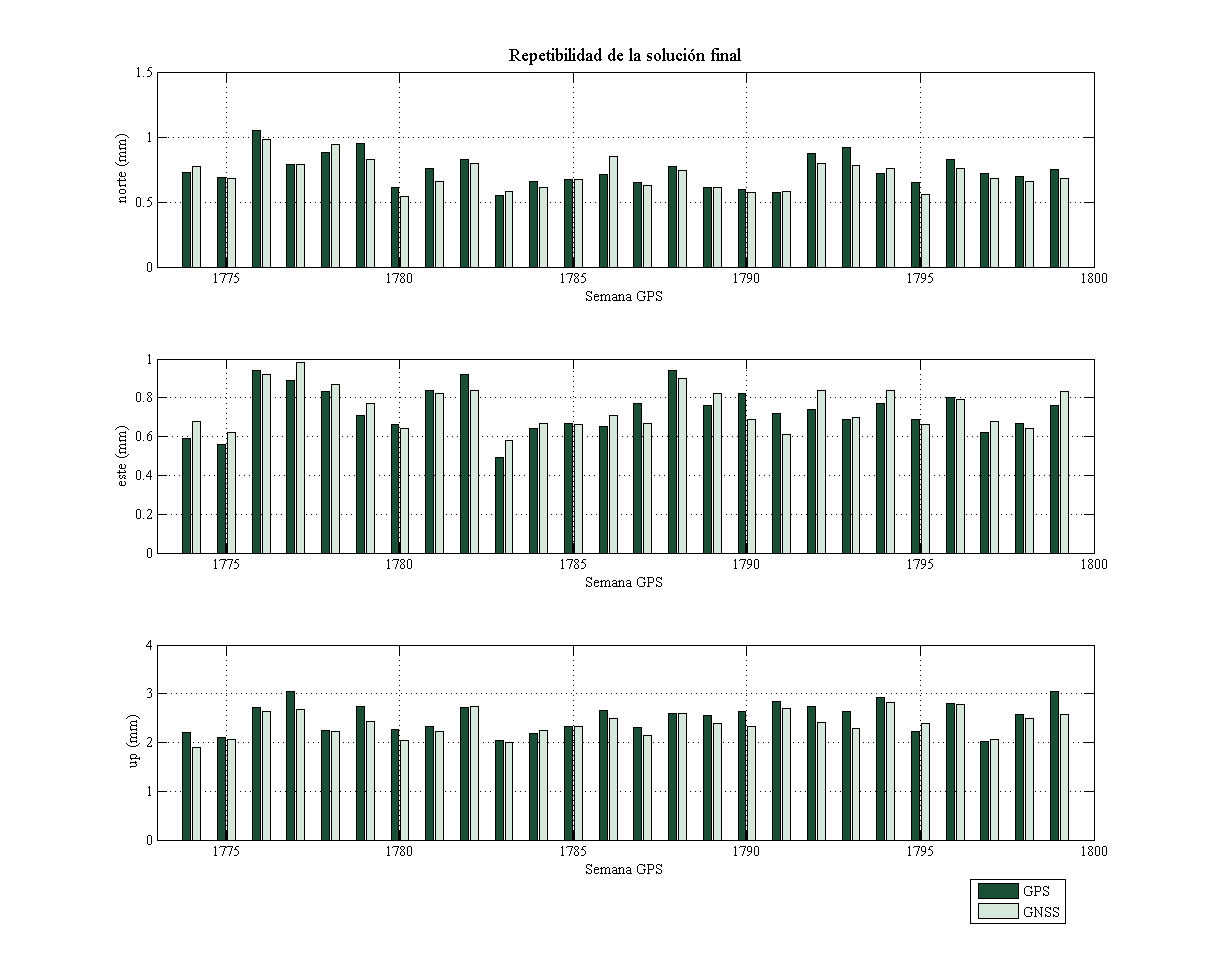 Repetibilidad de la solución final
1.5
1
0.5
0
norte (mm)
1775 1780 1785 1790 1795 1800
Semana GPS
1
0.8
0.6
0.4
0.2
0
este (mm)
1775 1780 1785 1790 1795 1800
Semana GPS
4
3
2
1
0
up (mm)
1775 1780 1785 1790 1795 1800
Semana GPS
GPS
GNSS